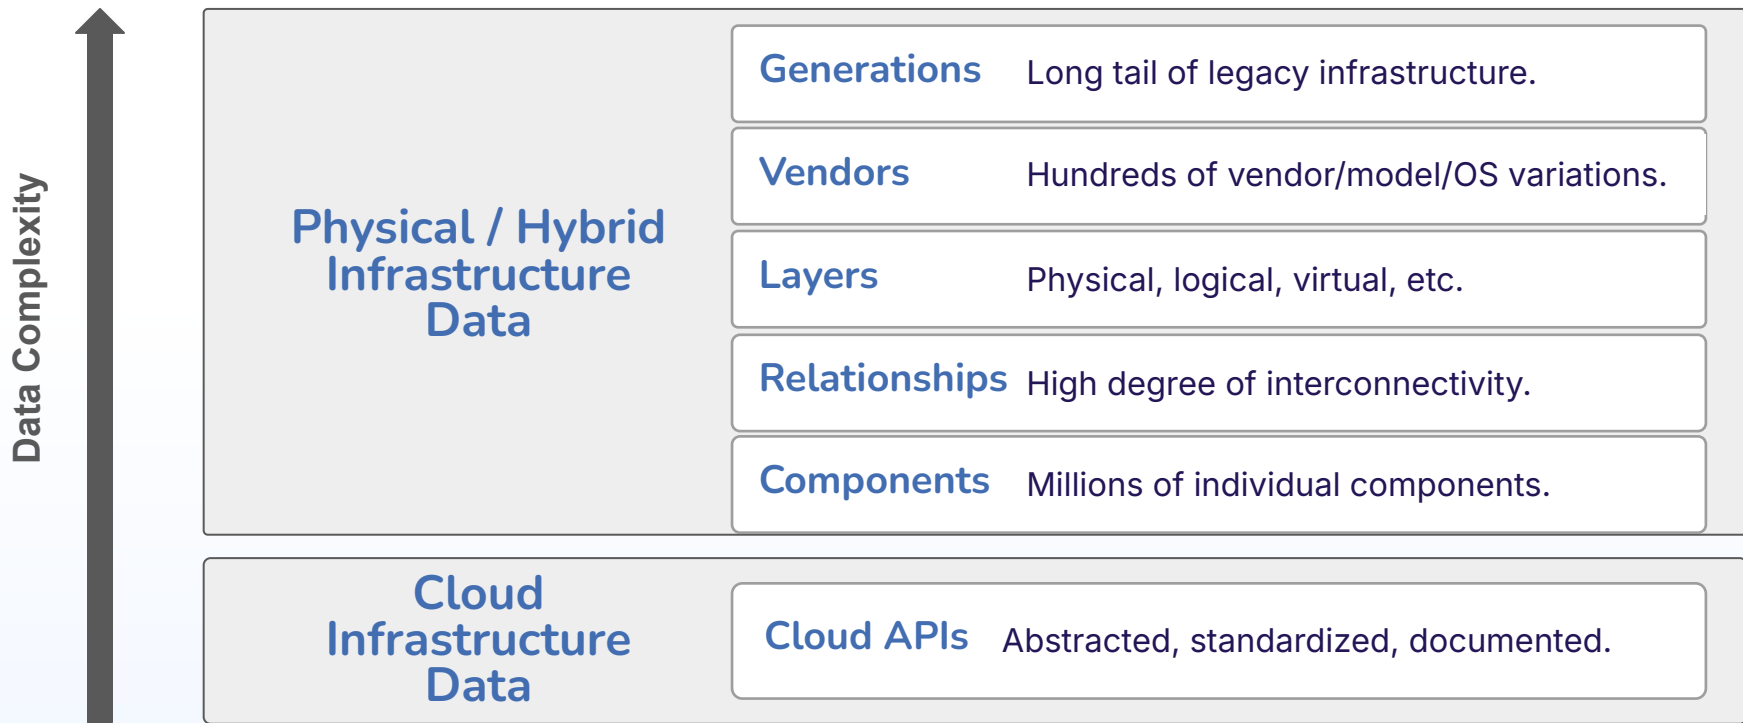 Data Complexity
Physical / Hybrid
Infrastructure
Data
Generations Long tail of legacy infrastructure.
Vendors Hundreds of vendor/model/OS variations.
Layers Physical, logical, virtual, etc.
Relationships High degree of interconnectivity.
Components Millions of individual components.
Cloud
Infrastructure
Data
Cloud APIs Abstracted, standardized, documented.